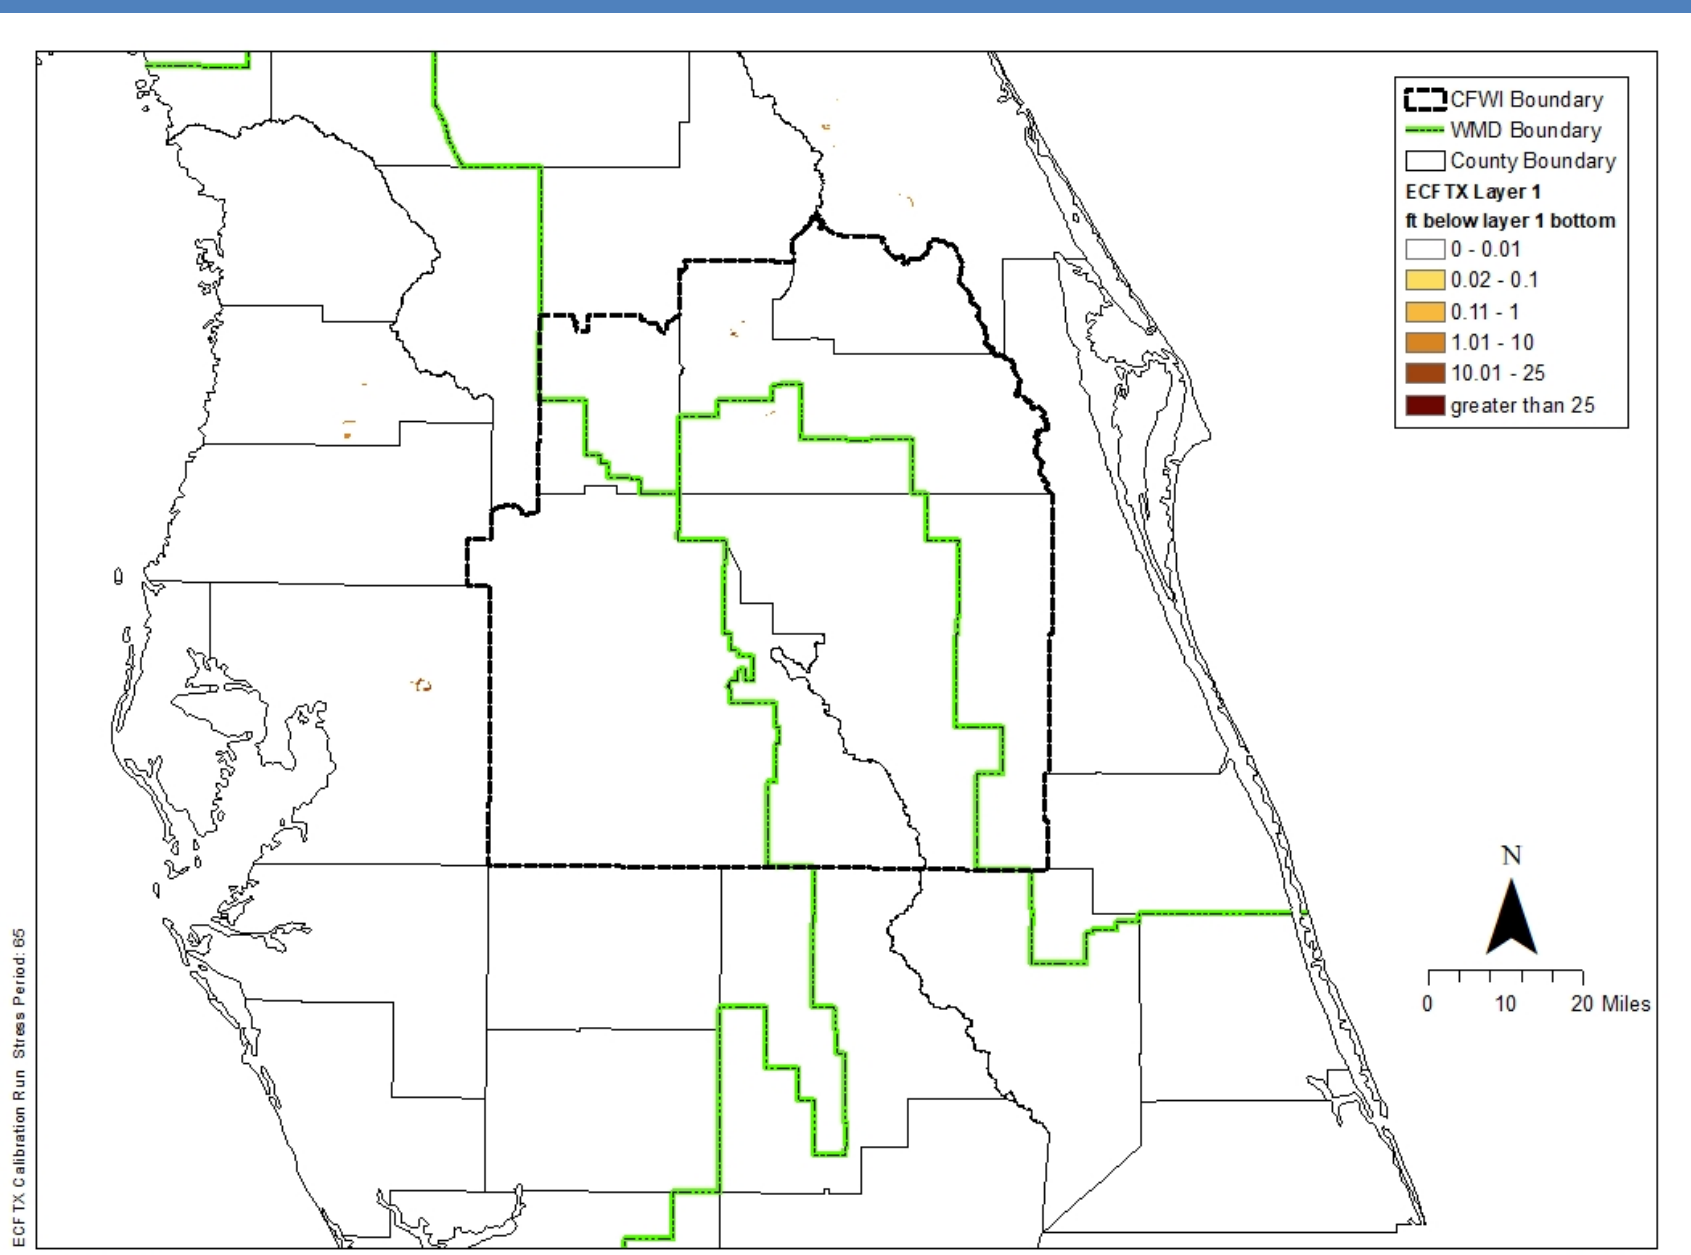 CFWI Boundary
WMD Boundary
County Boundary
ECFTX Layer 1
ft below layer 1 bottom
0 - 0.01
0.02 - 0.1
0.11 - 1
1.01 - 10
10.01 - 25
greater than 25
N
0 10 20 Miles
ECFTX Calibration Run Stress Period: 65